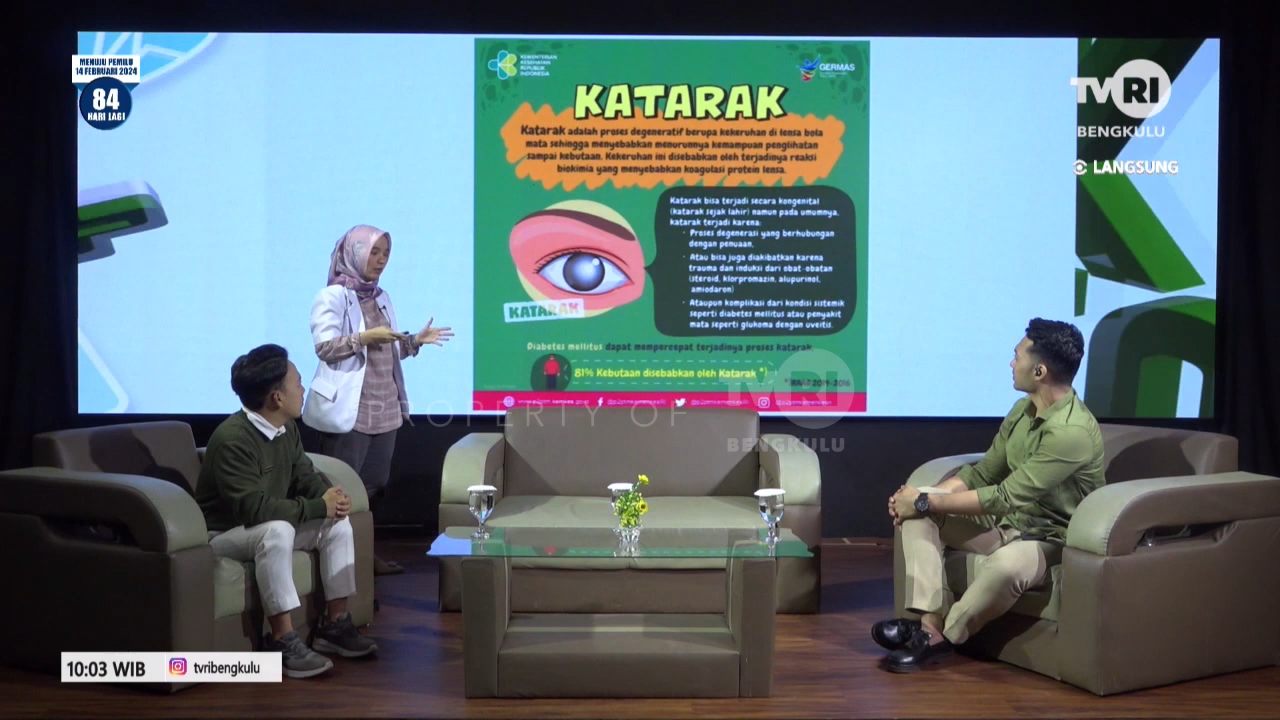 MENUJU PEMILU
14 FEBRUARI 2024
84
HARI LAGI
KEMENTERIAN
KESEHATAN
REPUBLIK
INDONESIA
GERMAS
TVRI
BENGKULU
LANGSUNG
KATARAK
Katarak adalah proses degeneratif berupa kekeruhan di lensa bola
mata sehingga menyebabkan menurunnya kemampuan penglihatan
sampai kebutaan. Kekeruhan ini disebabkan oleh terjadinya reaksi
biokimia yang menyebabkan koagulasi protein lensa.
Katarak bisa terjadi secara kongenital
(katarak sejak lahir) namun pada umumnya,
katarak terjadi karena:
· Proses degenerasi yang berhubungan
dengan penuaan,
· Atau bisa juga diakibatkan karena
trauma dan induksi dari obat-obatan
(steroid, klorpromazin, alupurinol,
amiodaron)
· Ataupun komplikasi dari kondisi sistemik
seperti diabetes mellitus atau penyakit
mata seperti glukoma dengan uveitis.
KATARAK
Diabetes mellitus dapat mempercepat terjadinya proses katarak.
81% Kebutaan disebabkan oleh Katarak *)
PROPERTY OF
TVRI
BENGKULU
10:03 WIB
tvribengkulu